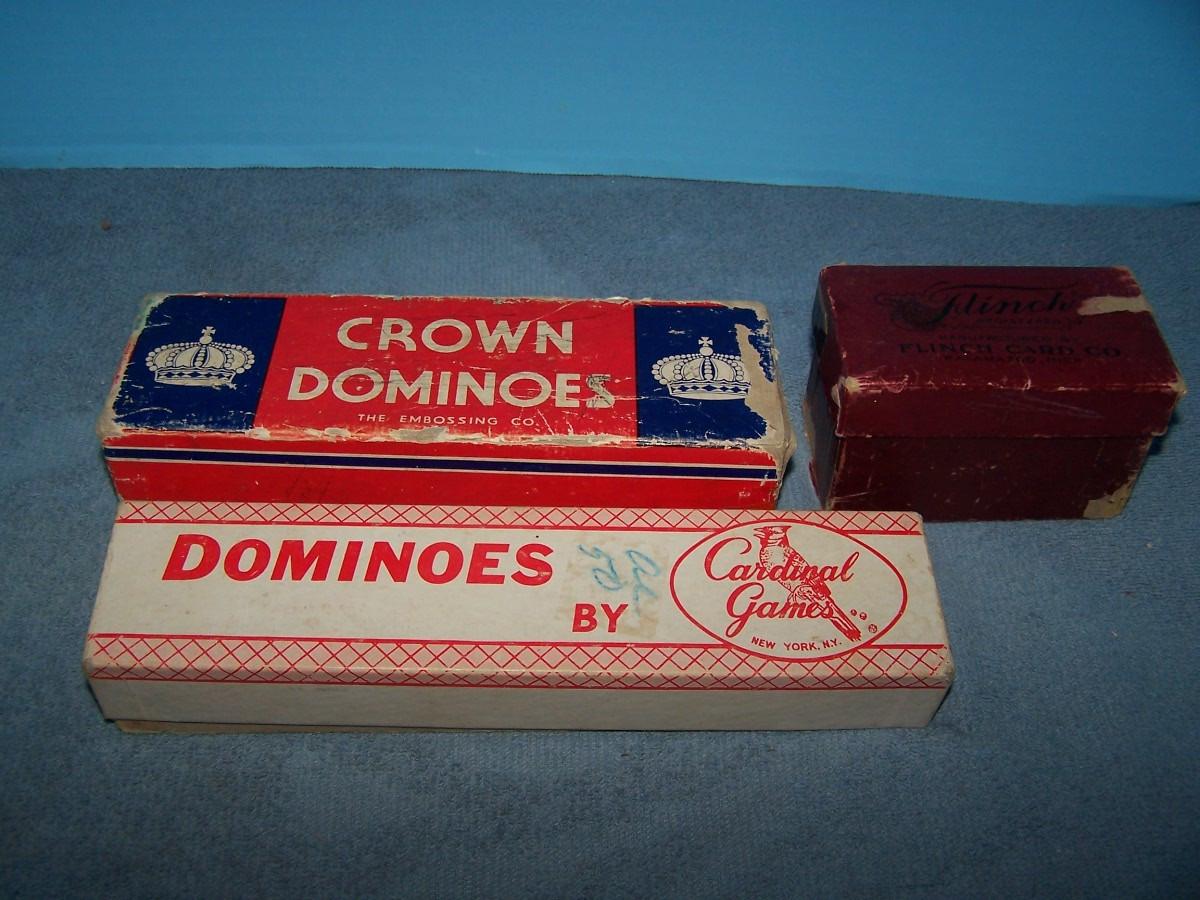 CROWN
DOMINOES
THE EMBOSSING CO.
Flinch
FLINCH CARD CO
DOMINOES
BY
Cardinal
Games
NEW YORK, N.Y.
®